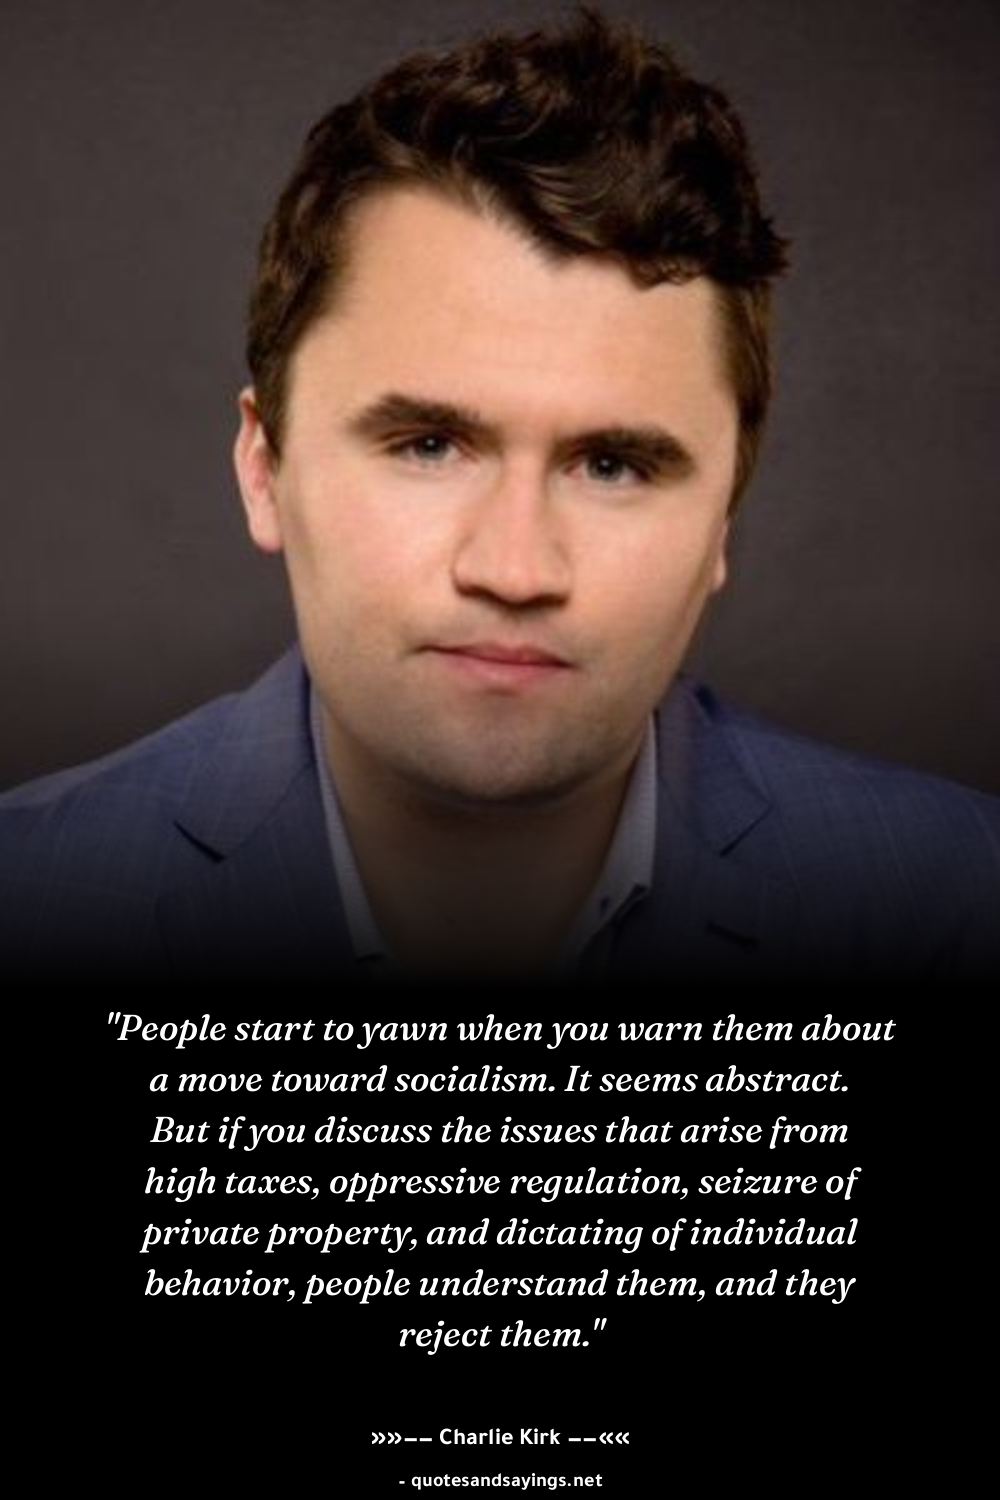 "People start to yawn when you warn them about
a move toward socialism. It seems abstract.
But if you discuss the issues that arise from
high taxes, oppressive regulation, seizure of
private property, and dictating of individual
behavior, people understand them, and they
reject them."
»»–– Charlie Kirk ––««
- quotesandsayings.net